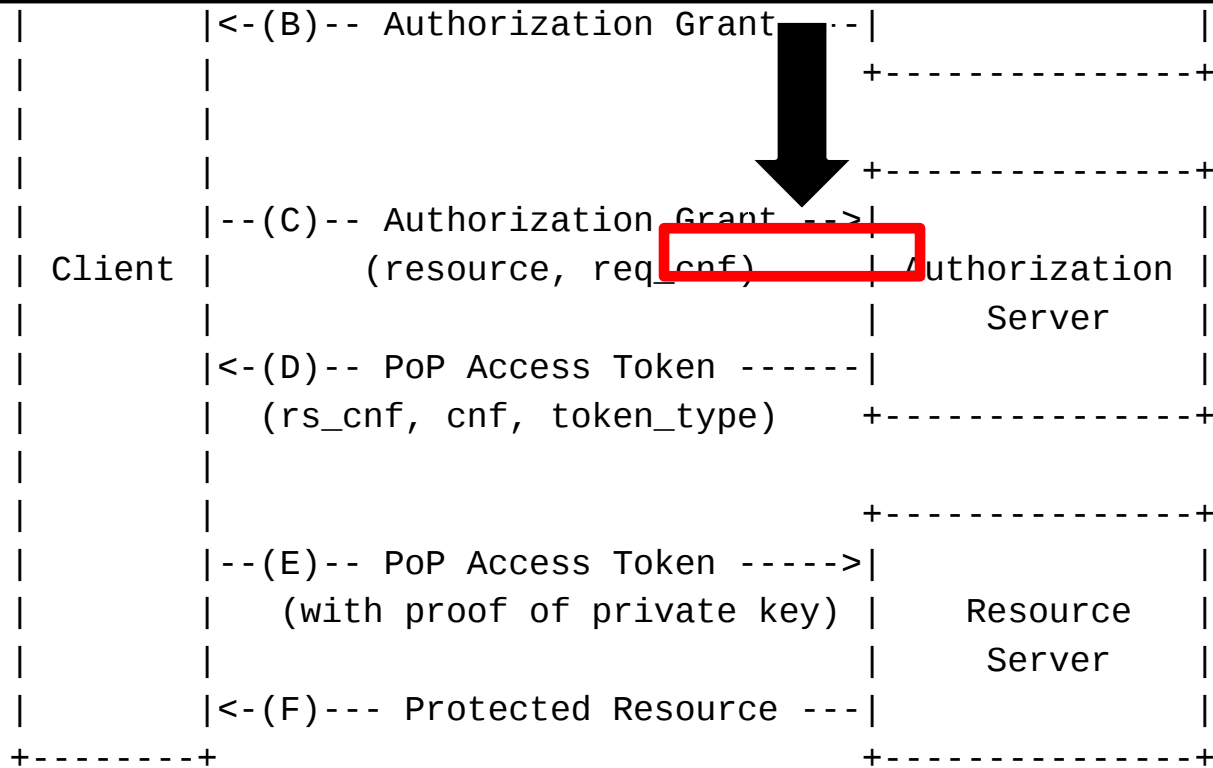 |        |<-(B)-- Authorization Grant --|               |
|        |                               +---------------+
|        |
|        |                               +---------------+
|        |--(C)-- Authorization Grant -->|               |
| Client |       (resource, req_cnf)     | Authorization |
|        |                               |     Server    |
|        |<-(D)-- PoP Access Token ------|               |
|        |  (rs_cnf, cnf, token_type)    +---------------+
|        |
|        |                               +---------------+
|        |--(E)-- PoP Access Token ----->|               |
|        |   (with proof of private key) |    Resource   |
|        |                               |     Server    |
|        |<-(F)--- Protected Resource ---|               |
+--------+                               +---------------+